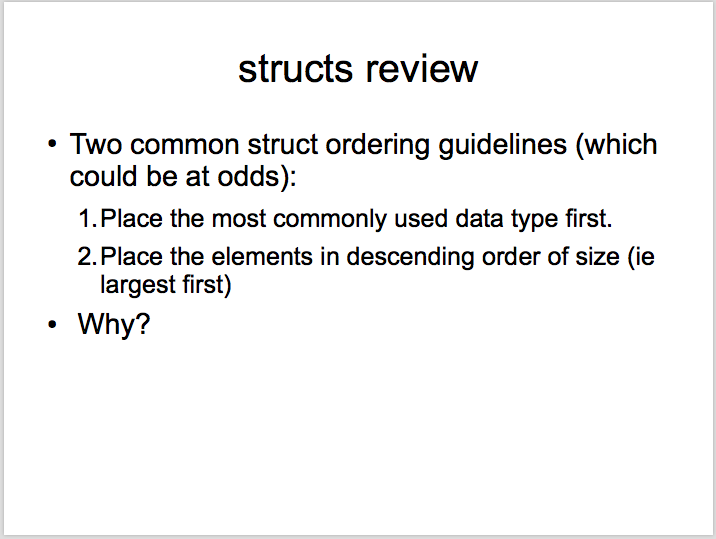 structs review
• Two common struct ordering guidelines (which
could be at odds):
1.Place the most commonly used data type first.
2.Place the elements in descending order of size (ie
largest first)
• Why?